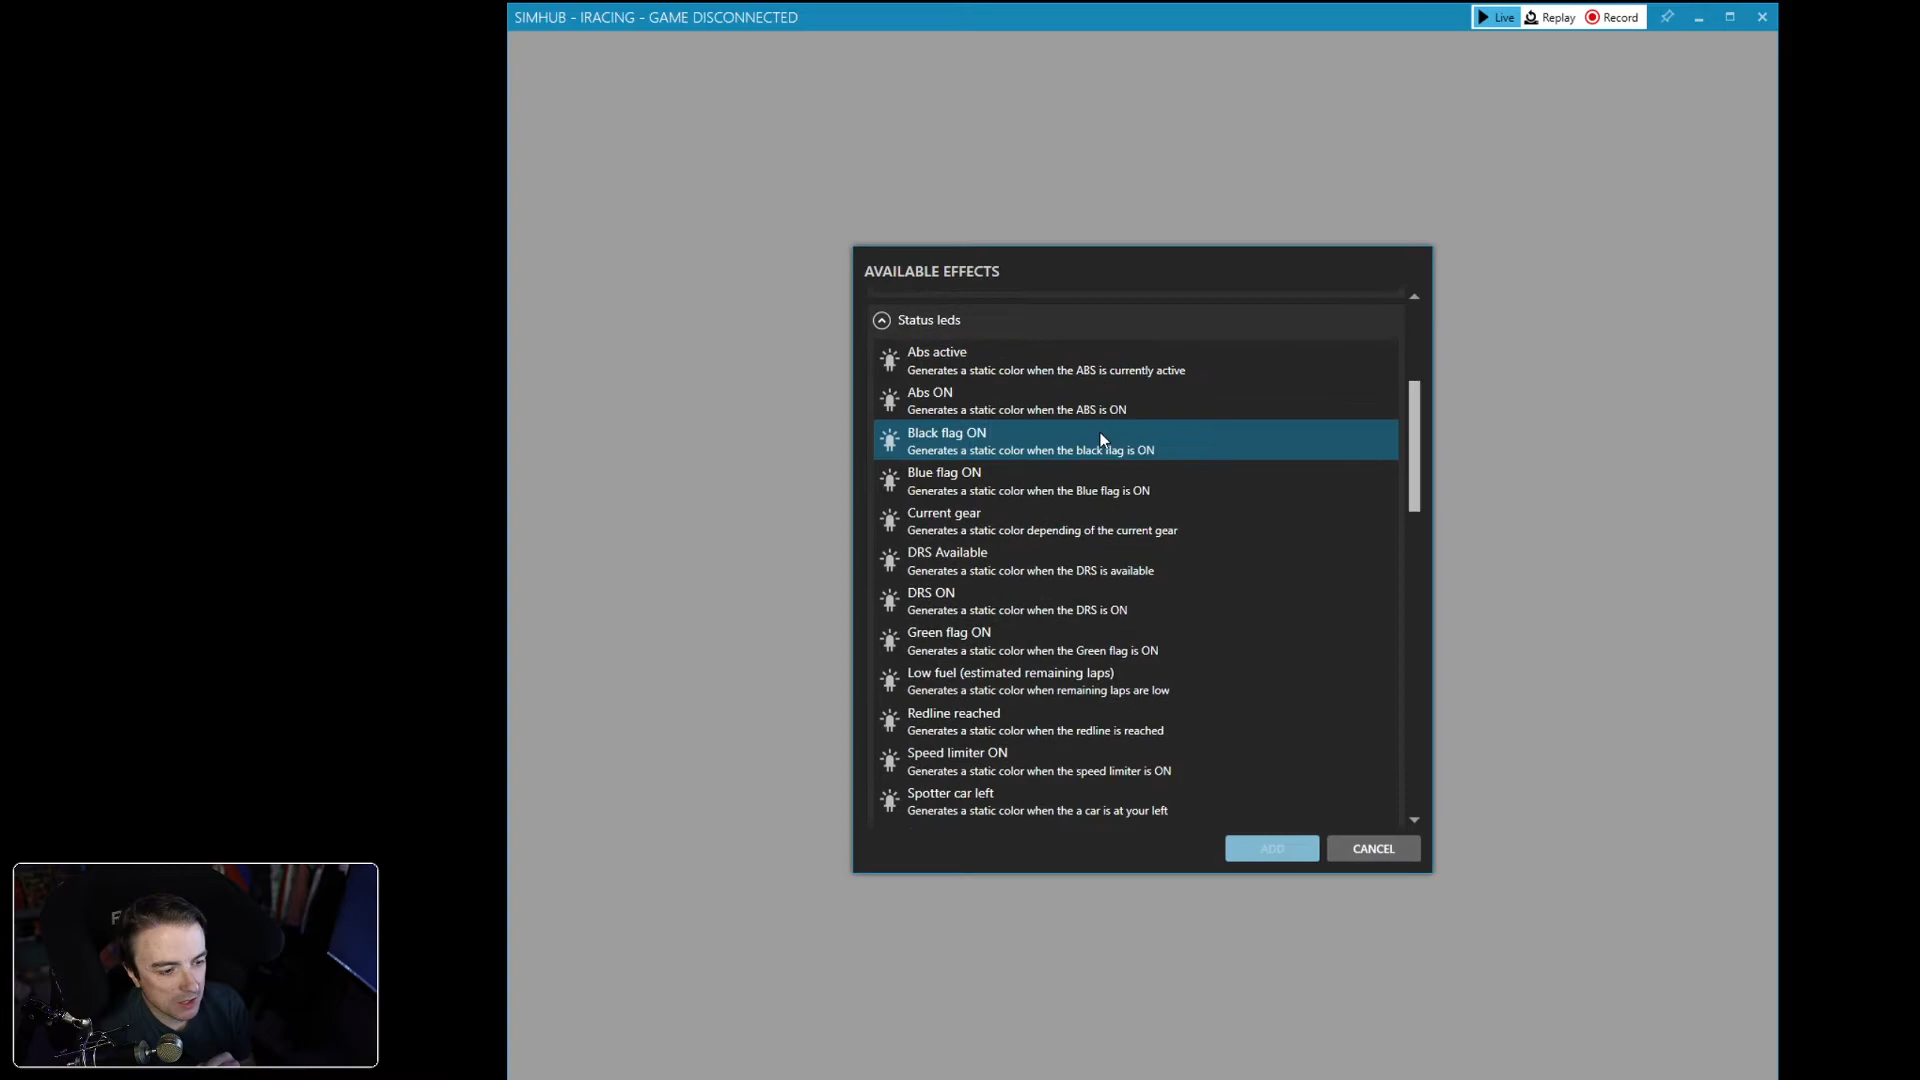 SIMHUB - IRACING - GAME DISCONNECTED
Live
Replay
Record
AVAILABLE EFFECTS
Status leds
Abs active
Generates a static color when the ABS is currently active
Abs ON
Generates a static color when the ABS is ON
Black flag ON
Generates a static color when the black flag is ON
Blue flag ON
Generates a static color when the Blue flag is ON
Current gear
Generates a static color depending of the current gear
DRS Available
Generates a static color when the DRS is available
DRS ON
Generates a static color when the DRS is ON
Green flag ON
Generates a static color when the Green flag is ON
Low fuel (estimated remaining laps)
Generates a static color when remaining laps are low
Redline reached
Generates a static color when the redline is reached
Speed limiter ON
Generates a static color when the speed limiter is ON
Spotter car left
Generates a static color when the a car is at your left
ADD
CANCEL